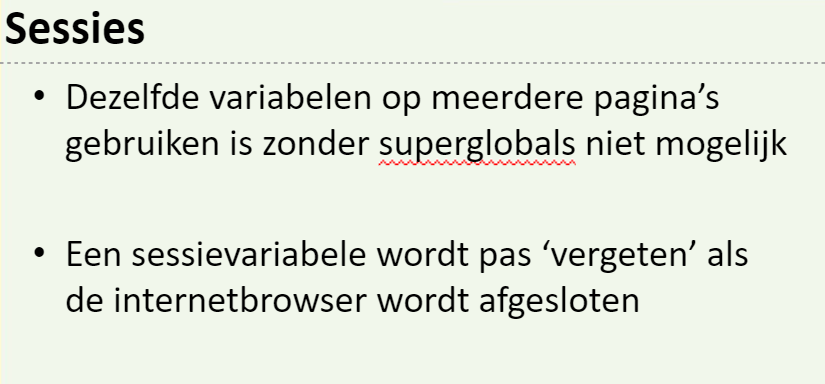 Sessies
• Dezelfde variabelen op meerdere pagina’s
gebruiken is zonder superglobals niet mogelijk
• Een sessievariabele wordt pas ‘vergeten’ als
de internetbrowser wordt afgesloten